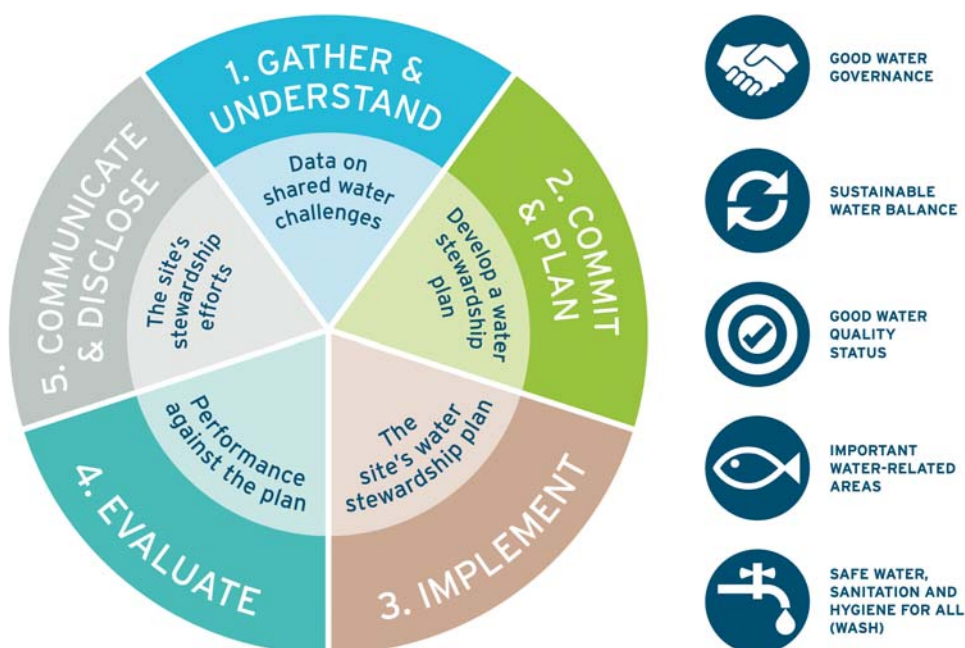 1. GATHER &
UNDERSTAND
Data on
shared water
challenges
2. COMMIT
& PLAN
Develop a water
stewardship
plan
3. IMPLEMENT
The
site's water
stewardship plan
4. EVALUATE
Performance
against the plan
5. COMMUNICATE
& DISCLOSE
The site's
stewardship
efforts
GOOD WATER
GOVERNANCE
SUSTAINABLE
WATER BALANCE
GOOD WATER
QUALITY
STATUS
IMPORTANT
WATER-RELATED
AREAS
SAFE WATER,
SANITATION AND
HYGIENE FOR ALL
(WASH)